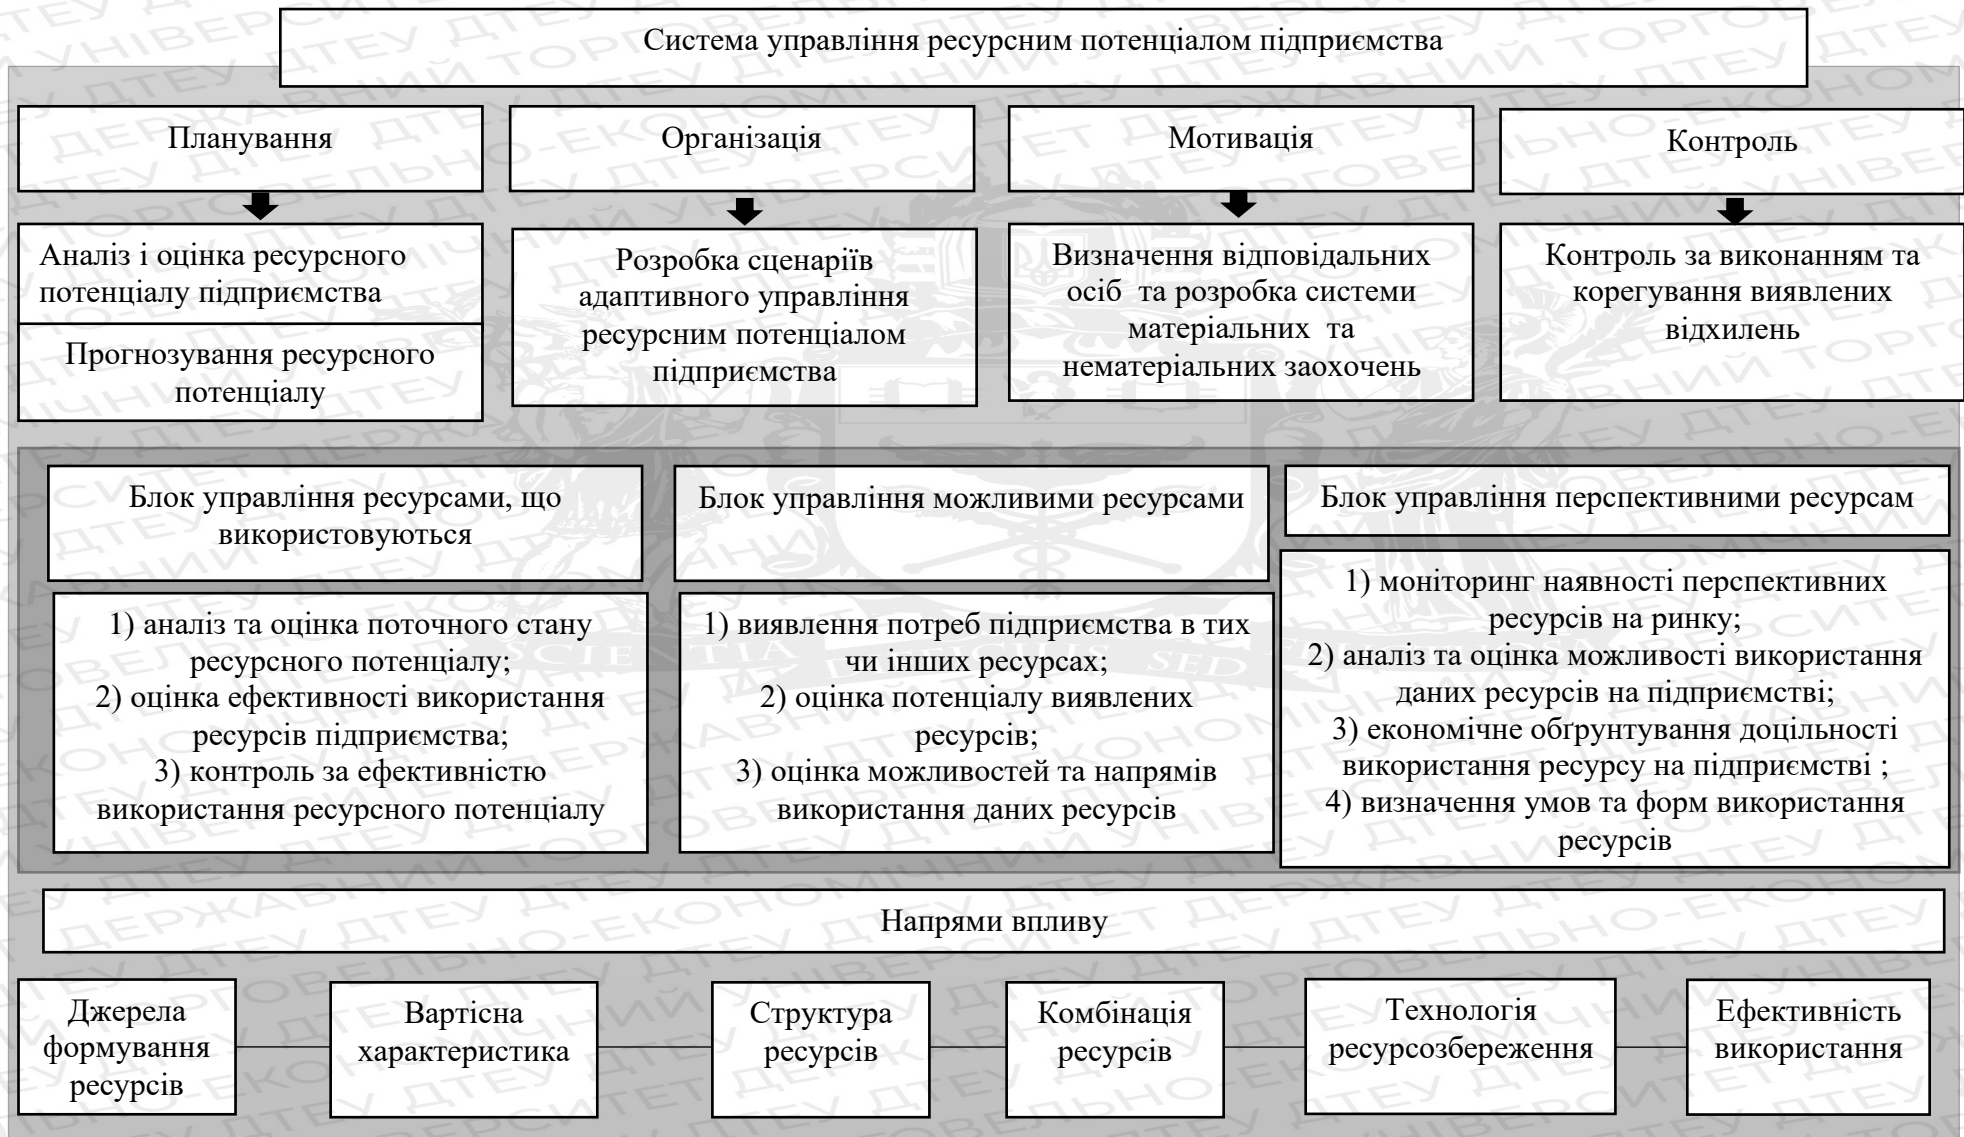 Система управління ресурсним потенціалом підприємства
Планування
Організація
Мотивація
Контроль
Аналіз і оцінка ресурсного
потенціалу підприємства
Прогнозування ресурсного
потенціалу
Розробка сценаріїв
адаптивного управління
ресурсним потенціалом
підприємства
Визначення відповідальних
осіб та розробка системи
матеріальних та
нематеріальних заохочень
Контроль за виконанням та
корегування виявлених
відхилень
Блок управління ресурсами, що
використовуються
Блок управління можливими ресурсами
Блок управління перспективними ресурсам
1) аналіз та оцінка поточного стану
ресурсного потенціалу;
2) оцінка ефективності використання
ресурсів підприємства;
3) контроль за ефективністю
використання ресурсного потенціалу
1) виявлення потреб підприємства в тих
чи інших ресурсах;
2) оцінка потенціалу виявлених
ресурсів;
3) оцінка можливостей та напрямів
використання даних ресурсів
1) моніторинг наявності перспективних
ресурсів на ринку;
2) аналіз та оцінка можливості використання
даних ресурсів на підприємстві;
3) економічне обґрунтування доцільності
використання ресурсу на підприємстві ;
4) визначення умов та форм використання
ресурсів
Напрями впливу
Джерела
формування
ресурсів
Вартісна
характеристика
Структура
ресурсів
Комбінація
ресурсів
Технологія
ресурсозбереження
Ефективність
використання